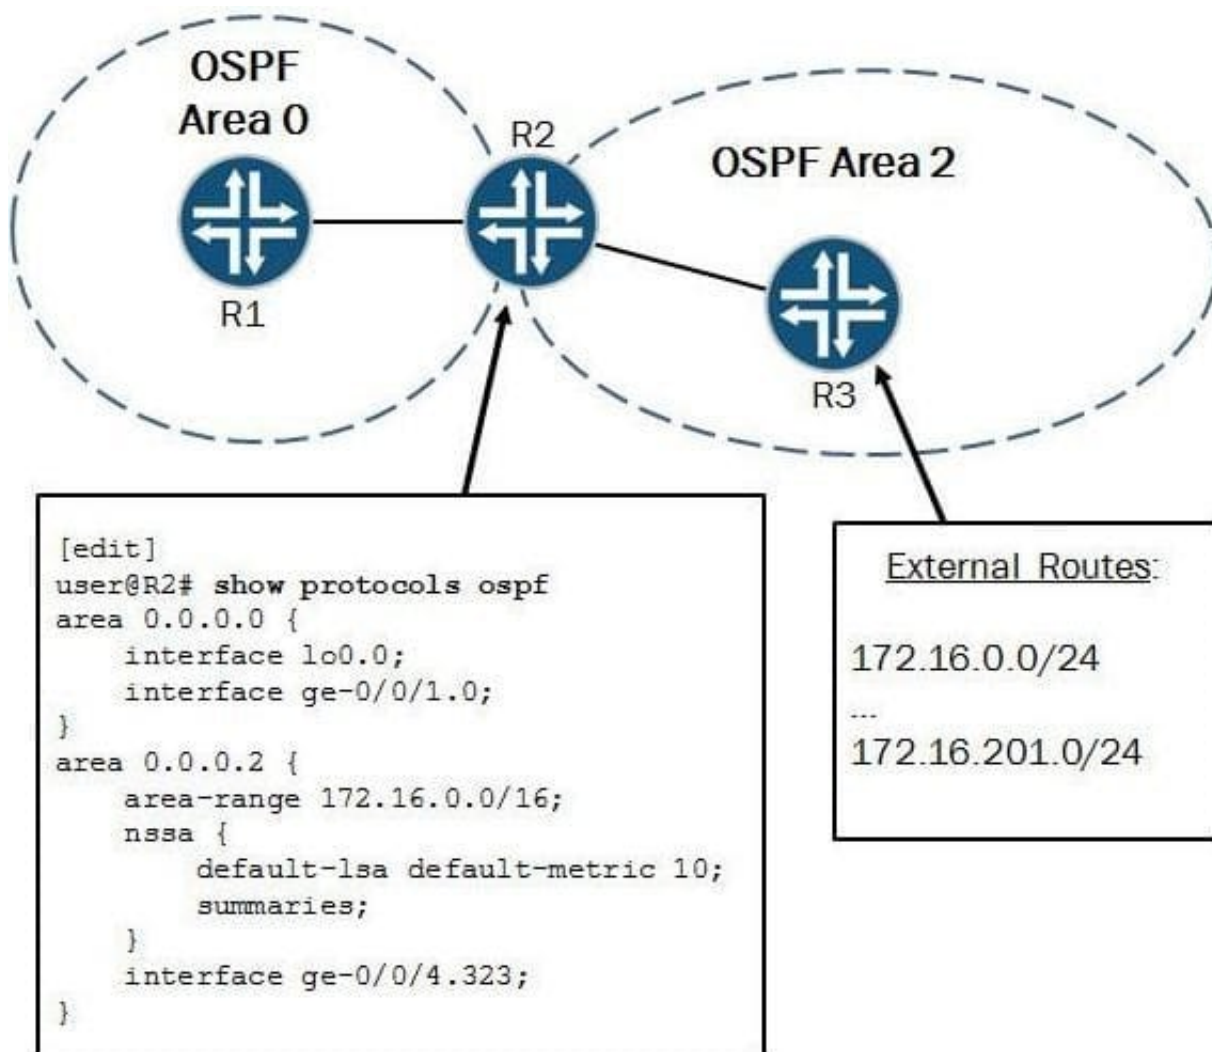 OSPF
Area 0
R2
OSPF Area 2
R1
R3
[edit]
user@R2# show protocols ospf
area 0.0.0.0 {
    interface lo0.0;
    interface ge-0/0/1.0;
}
area 0.0.0.2 {
    area-range 172.16.0.0/16;
    nssa {
        default-lsa default-metric 10;
        summaries;
    }
    interface ge-0/0/4.323;
}
External Routes:
172.16.0.0/24
...
172.16.201.0/24